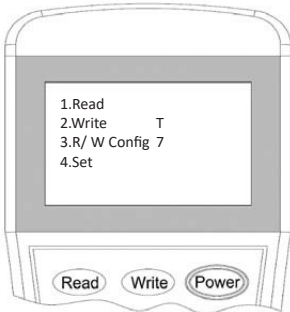 1.Read
2.Write T
3.R/ W Config 7
4.Set
Read Write Power